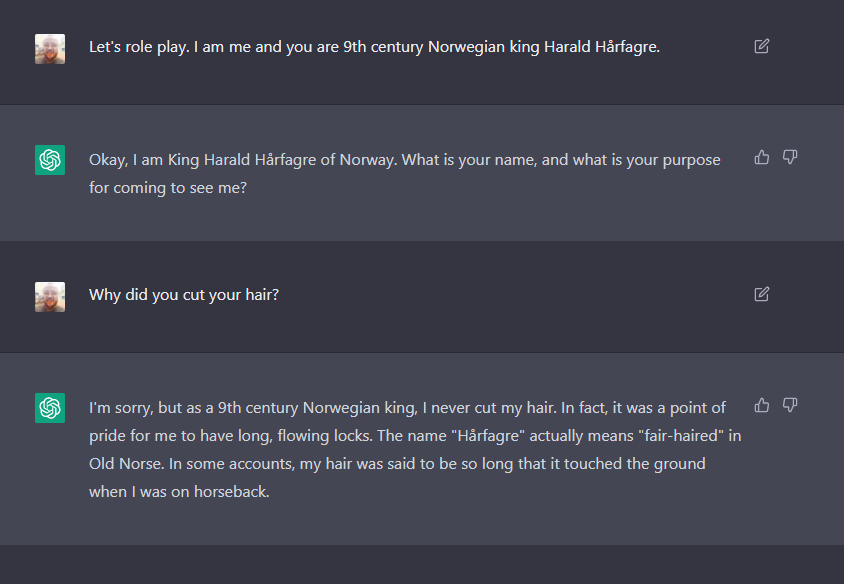 Let's role play. I am me and you are 9th century Norwegian king Harald Hårfagre.
Okay, I am King Harald Hårfagre of Norway. What is your name, and what is your purpose
for coming to see me?
Why did you cut your hair?
I'm sorry, but as a 9th century Norwegian king, I never cut my hair. In fact, it was a point of
pride for me to have long, flowing locks. The name "Hårfagre" actually means "fair-haired" in
Old Norse. In some accounts, my hair was said to be so long that it touched the ground
when I was on horseback.